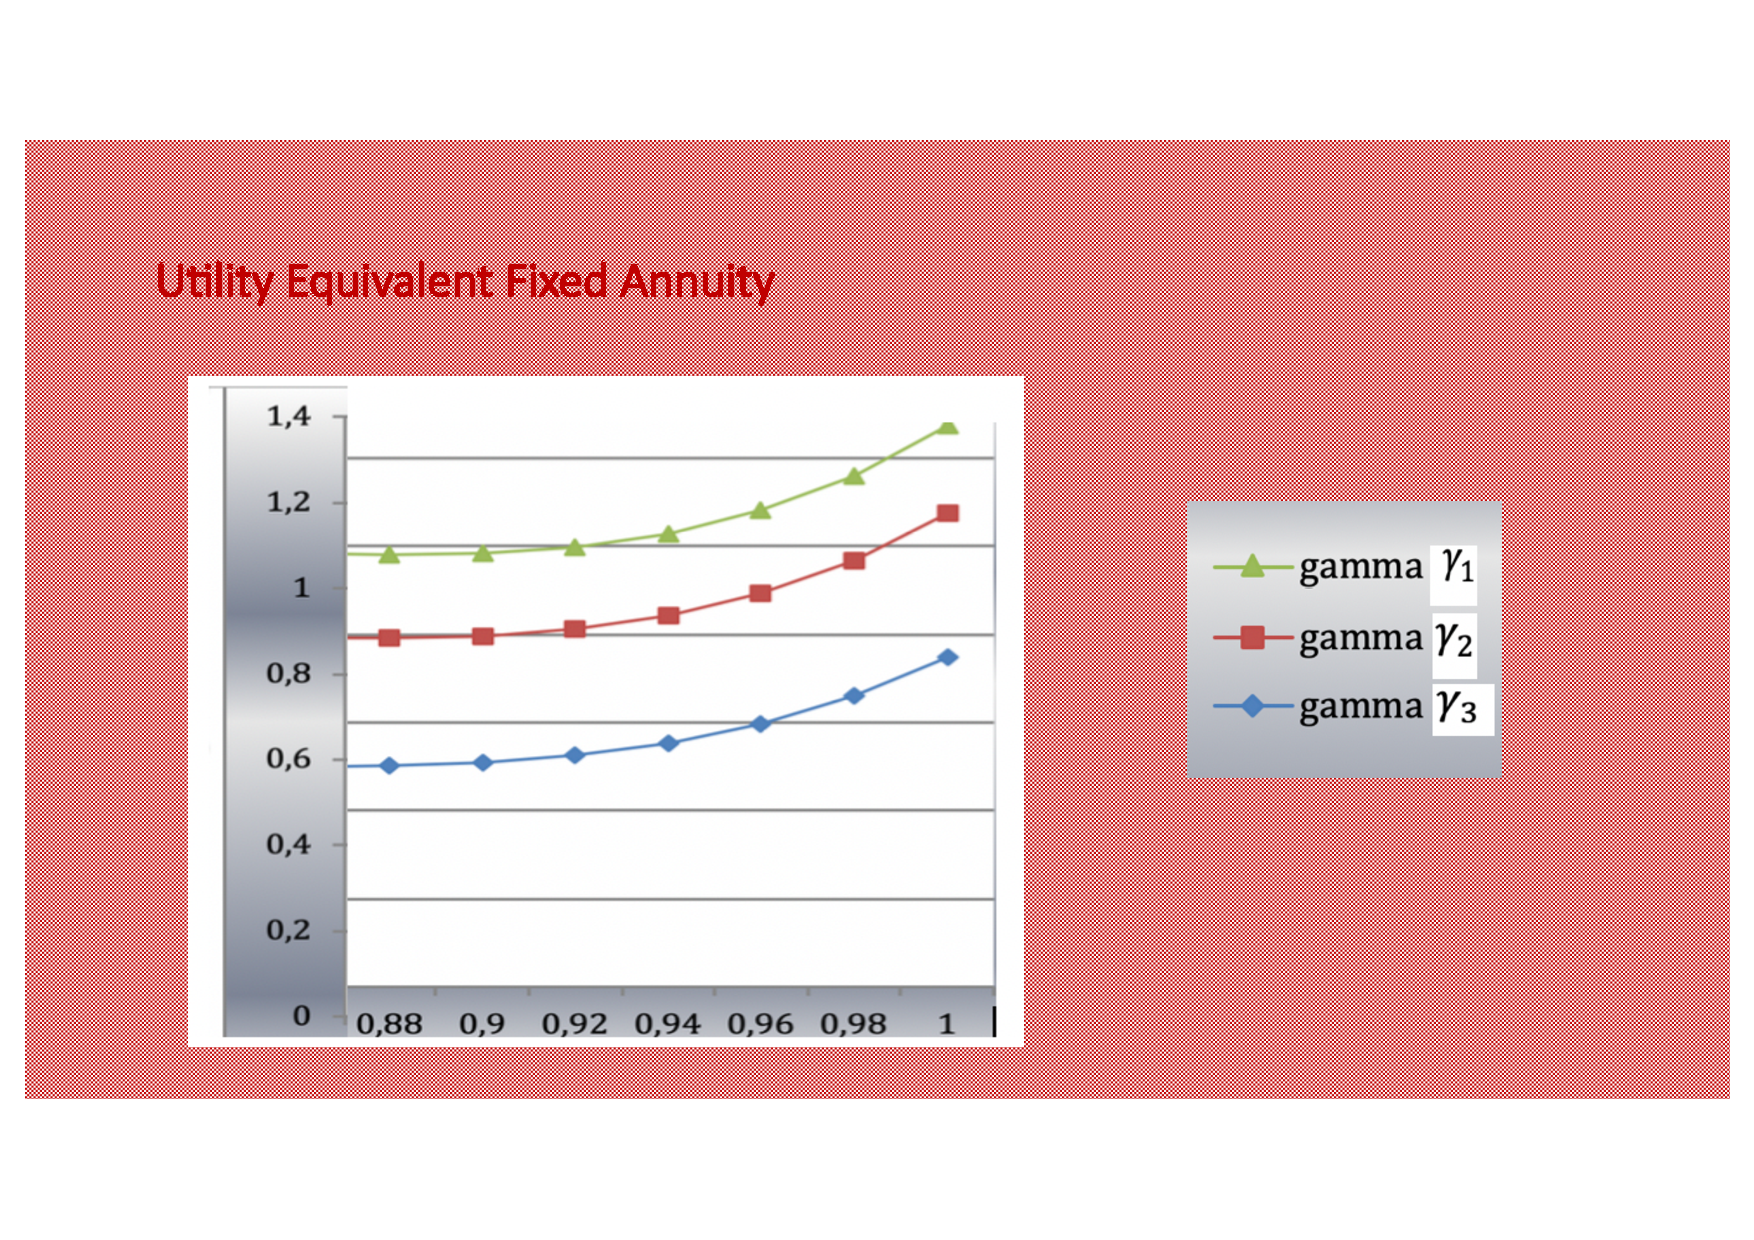 Utility Equivalent Fixed Annuity
1,4
1,2
1
0,8
0,6
0,4
0,2
0
0,88 0,9 0,92 0,94 0,96 0,98 1
gamma γ₁
gamma γ₂
gamma γ₃